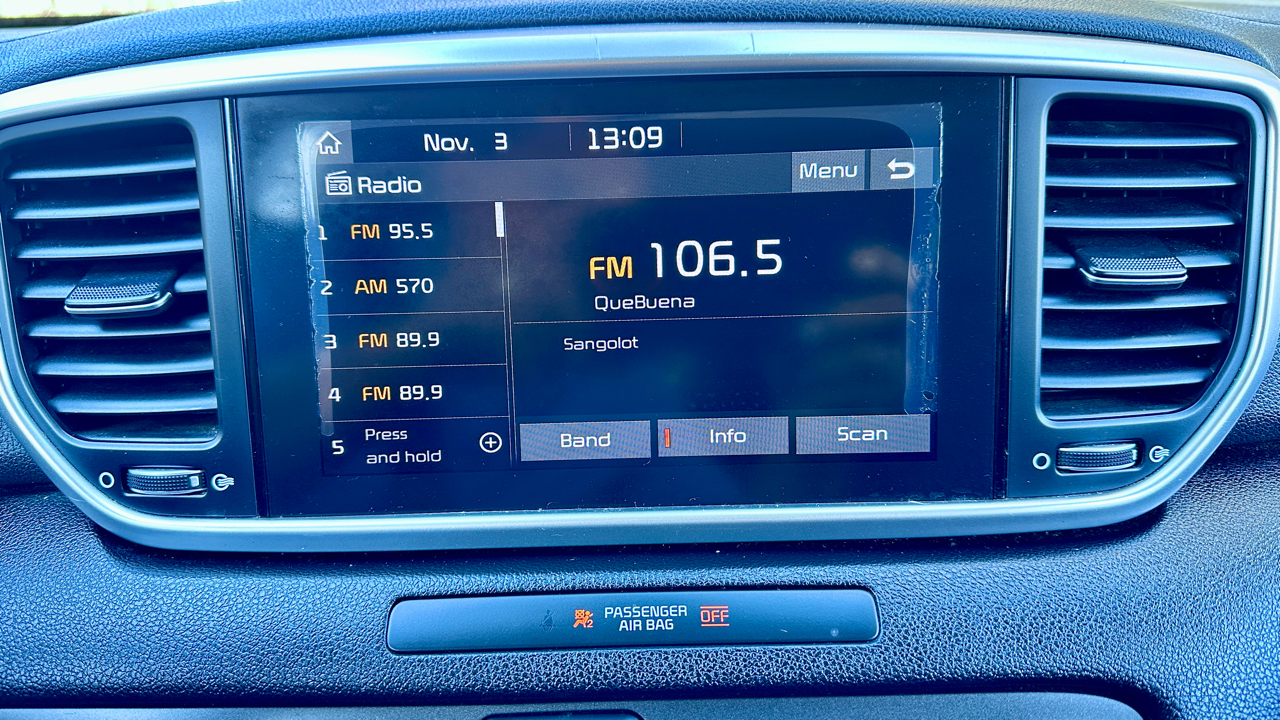 Nov. 3 13:09
Radio Menu
1 FM 95.5
2 AM 570
3 FM 89.9
4 FM 89.9
5 Press
and hold
FM 106.5
QueBuena
Sangolot
Band Info Scan
2 PASSENGER
AIR BAG OFF